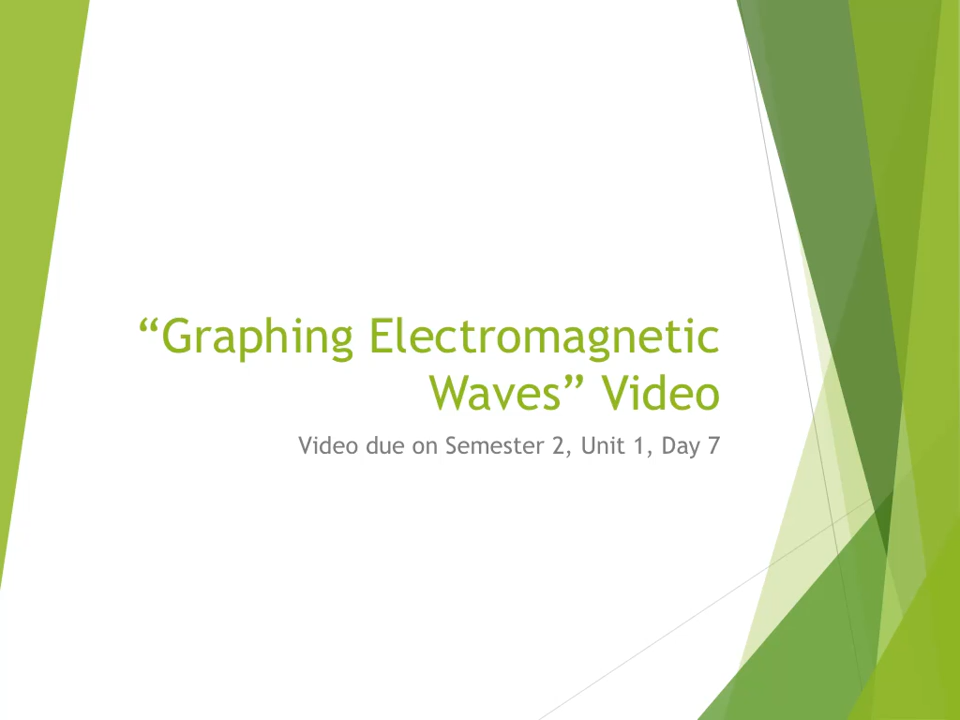 “Graphing Electromagnetic
Waves” Video
Video due on Semester 2, Unit 1, Day 7